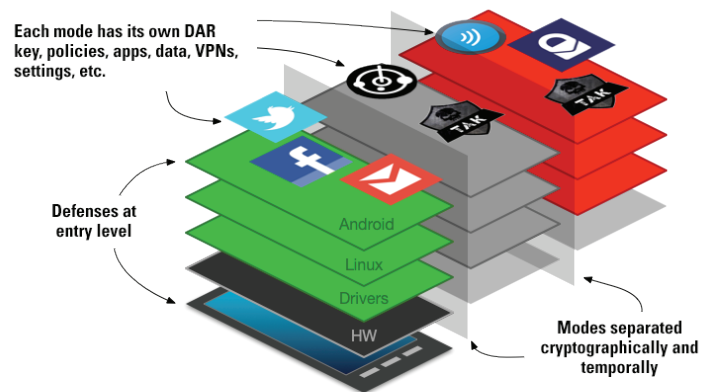 Each mode has its own DAR
key, policies, apps, data, VPNs,
settings, etc.
TAK
TAK
Defenses at
entry level
Android
Linux
Drivers
HW
Modes separated
cryptographically and
temporally